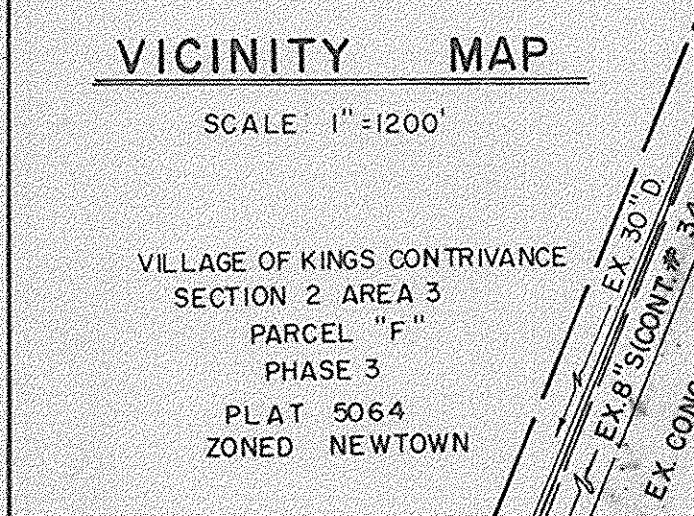 VICINITY MAP
SCALE 1"=1200'
VILLAGE OF KINGS CONTRIVANCE
SECTION 2 AREA 3
PARCEL "F"
PHASE 3
PLAT 5064
ZONED NEWTOWN
EX 30"D.
EX.8"S(CONT.# 34
EX. CONC